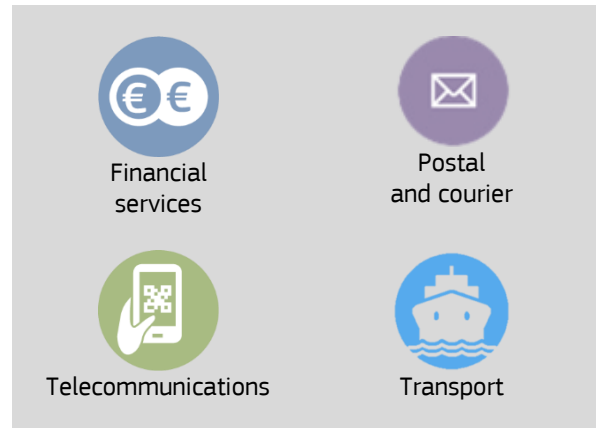 € €
Financial
services
Postal
and courier
Telecommunications
Transport